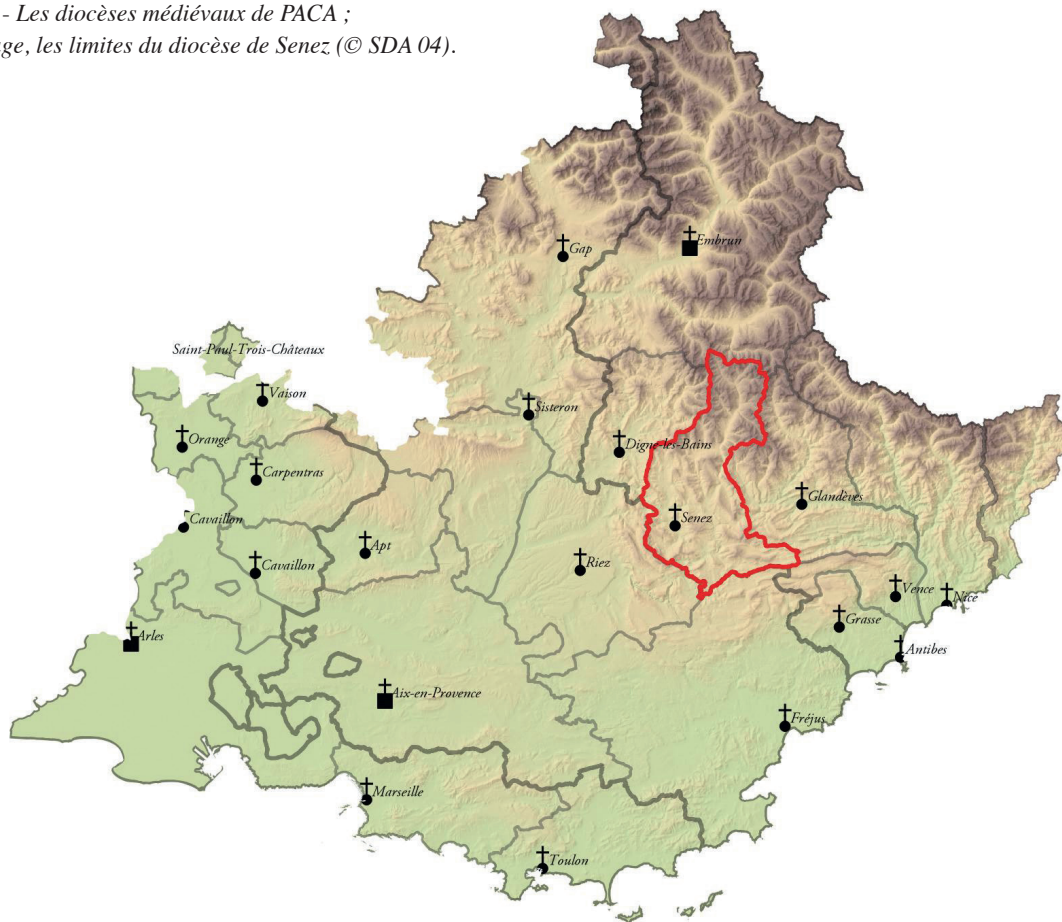 - Les diocèses médiévaux de PACA ;
ge, les limites du diocèse de Senez (© SDA 04).
Gap
Embrun
Saint-Paul-Trois-Châteaux
Vaison
Sisteron
Orange
Digne-les-Bains
Carpentras
Glandèves
Cavaillon
Senez
Apt
Cavaillon
Riez
Vence
Nice
Grasse
Arles
Antibes
Aix-en-Provence
Fréjus
Marseille
Toulon